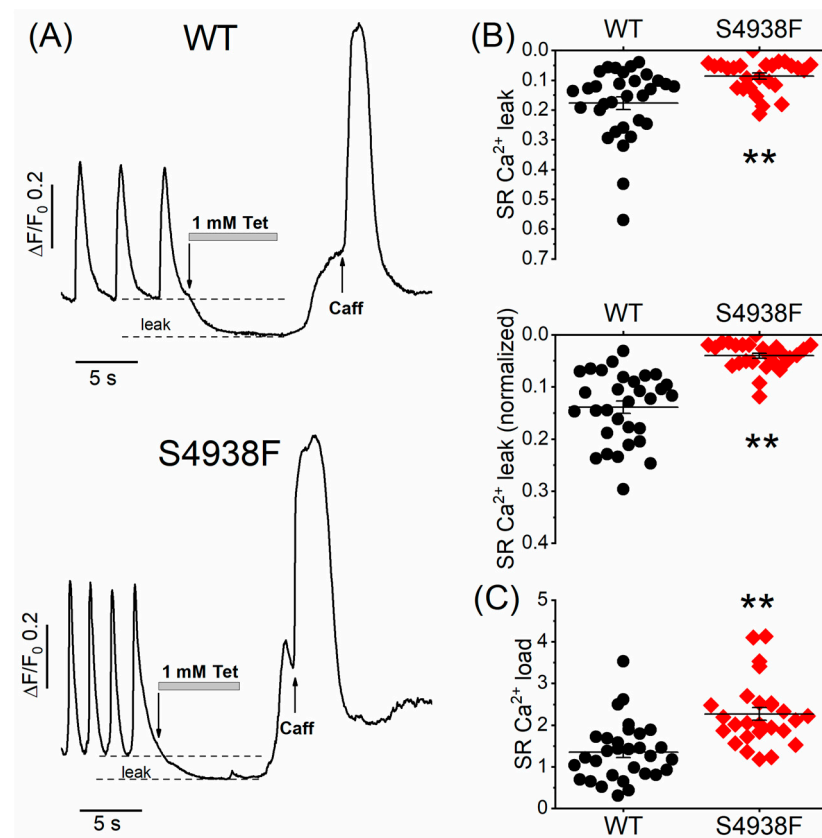 (A)
WT
ΔF/F₀ 0.2
1 mM Tet
leak
Caff
5 s
S4938F
ΔF/F₀ 0.2
1 mM Tet
leak
Caff
5 s
(B)
WT
S4938F
SR Ca²⁺ leak
0.0
0.1
0.2
0.3
0.4
0.5
0.6
0.7
**
WT
S4938F
SR Ca²⁺ leak (normalized)
0.0
0.1
0.2
0.3
0.4
**
(C)
SR Ca²⁺ load
5
4
3
2
1
0
**
WT
S4938F